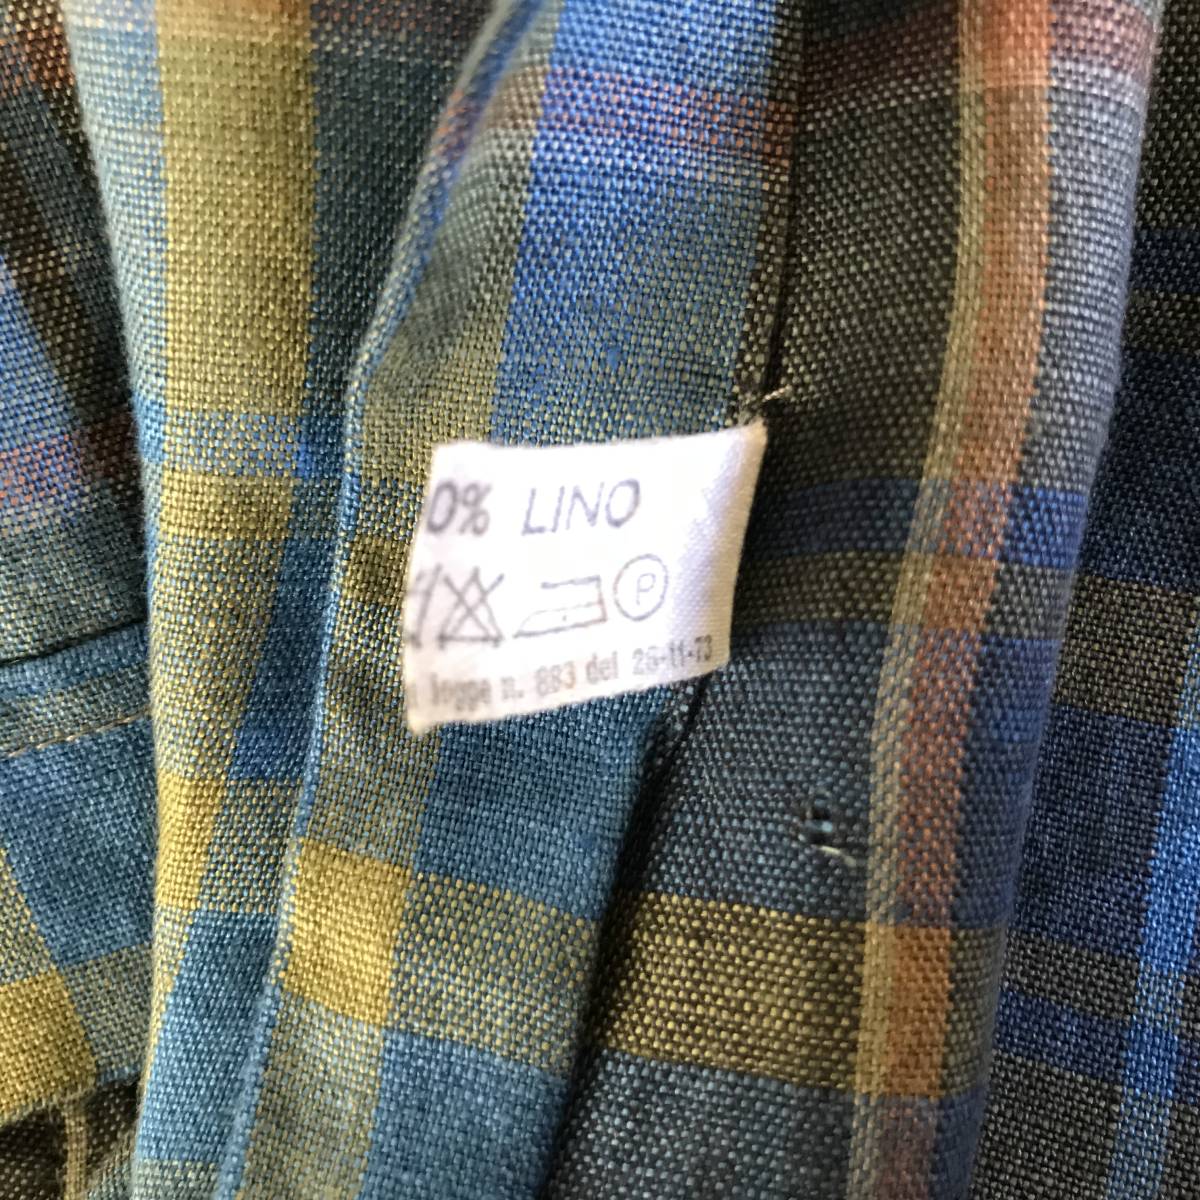 0% LINO
P
legge n. 883 del 26-11-73